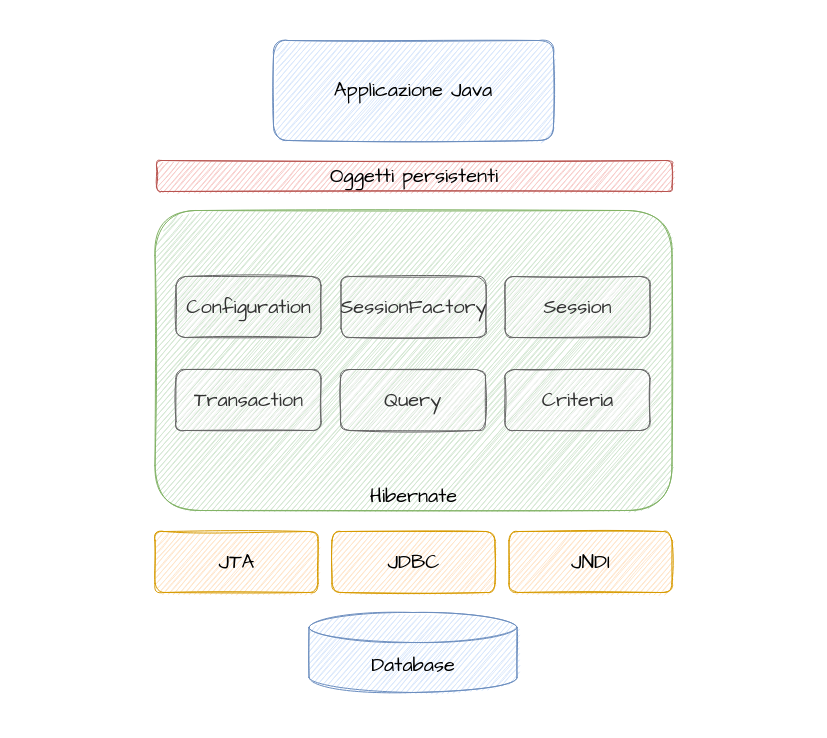 Applicazione Java
Oggetti persistenti
Configuration
SessionFactory
Session
Transaction
Query
Criteria
Hibernate
JTA
JDBC
JNDI
Database